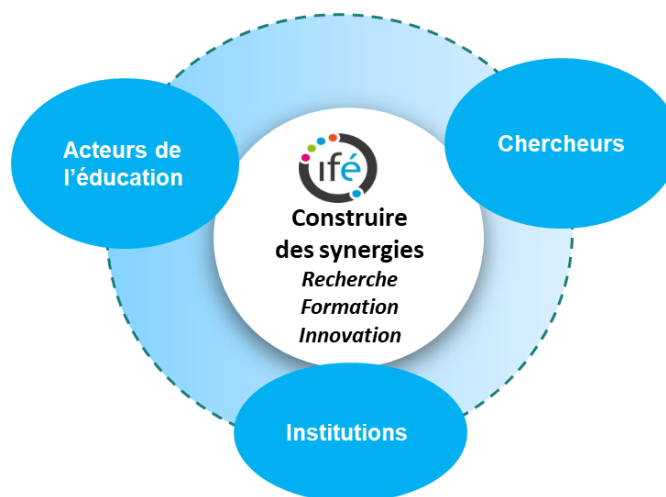 Acteurs de
l’éducation
Chercheurs
ifé
Construire
des synergies
Recherche
Formation
Innovation
Institutions